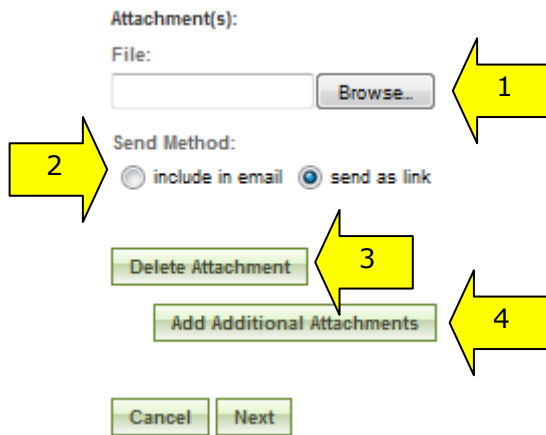 Attachment(s):
File:
Browse... 1
Send Method:
2 include in email send as link
Delete Attachment 3
Add Additional Attachments 4
Cancel Next